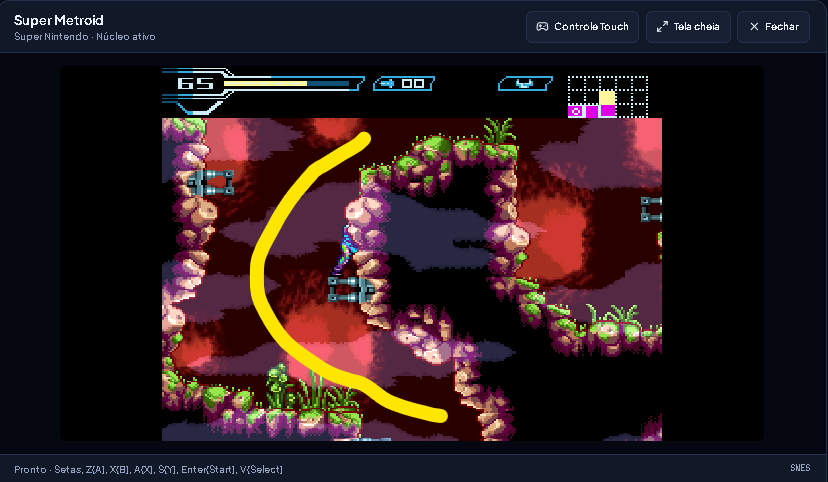 Super Metroid
Super Nintendo · Núcleo ativo
Controle Touch
Tela cheia
Fechar
65
00
Pronto · Setas, Z(A), X(B), A(X), S(Y), Enter(Start), V(Select)
SNES